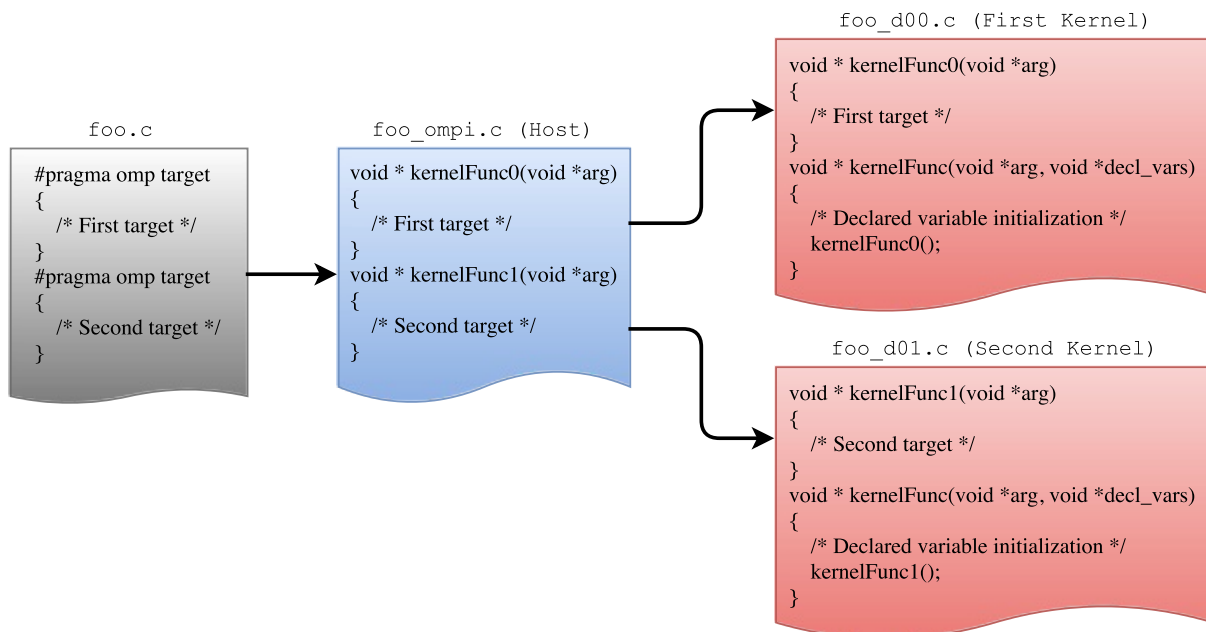 foo.c
#pragma omp target
{
/* First target */
}
#pragma omp target
{
/* Second target */
}
foo_ompi.c (Host)
void * kernelFunc0(void *arg)
{
/* First target */
}
void * kernelFunc1(void *arg)
{
/* Second target */
}
foo_d00.c (First Kernel)
void * kernelFunc0(void *arg)
{
/* First target */
}
void * kernelFunc(void *arg, void *decl_vars)
{
/* Declared variable initialization */
kernelFunc0();
}
foo_d01.c (Second Kernel)
void * kernelFunc1(void *arg)
{
/* Second target */
}
void * kernelFunc(void *arg, void *decl_vars)
{
/* Declared variable initialization */
kernelFunc1();
}